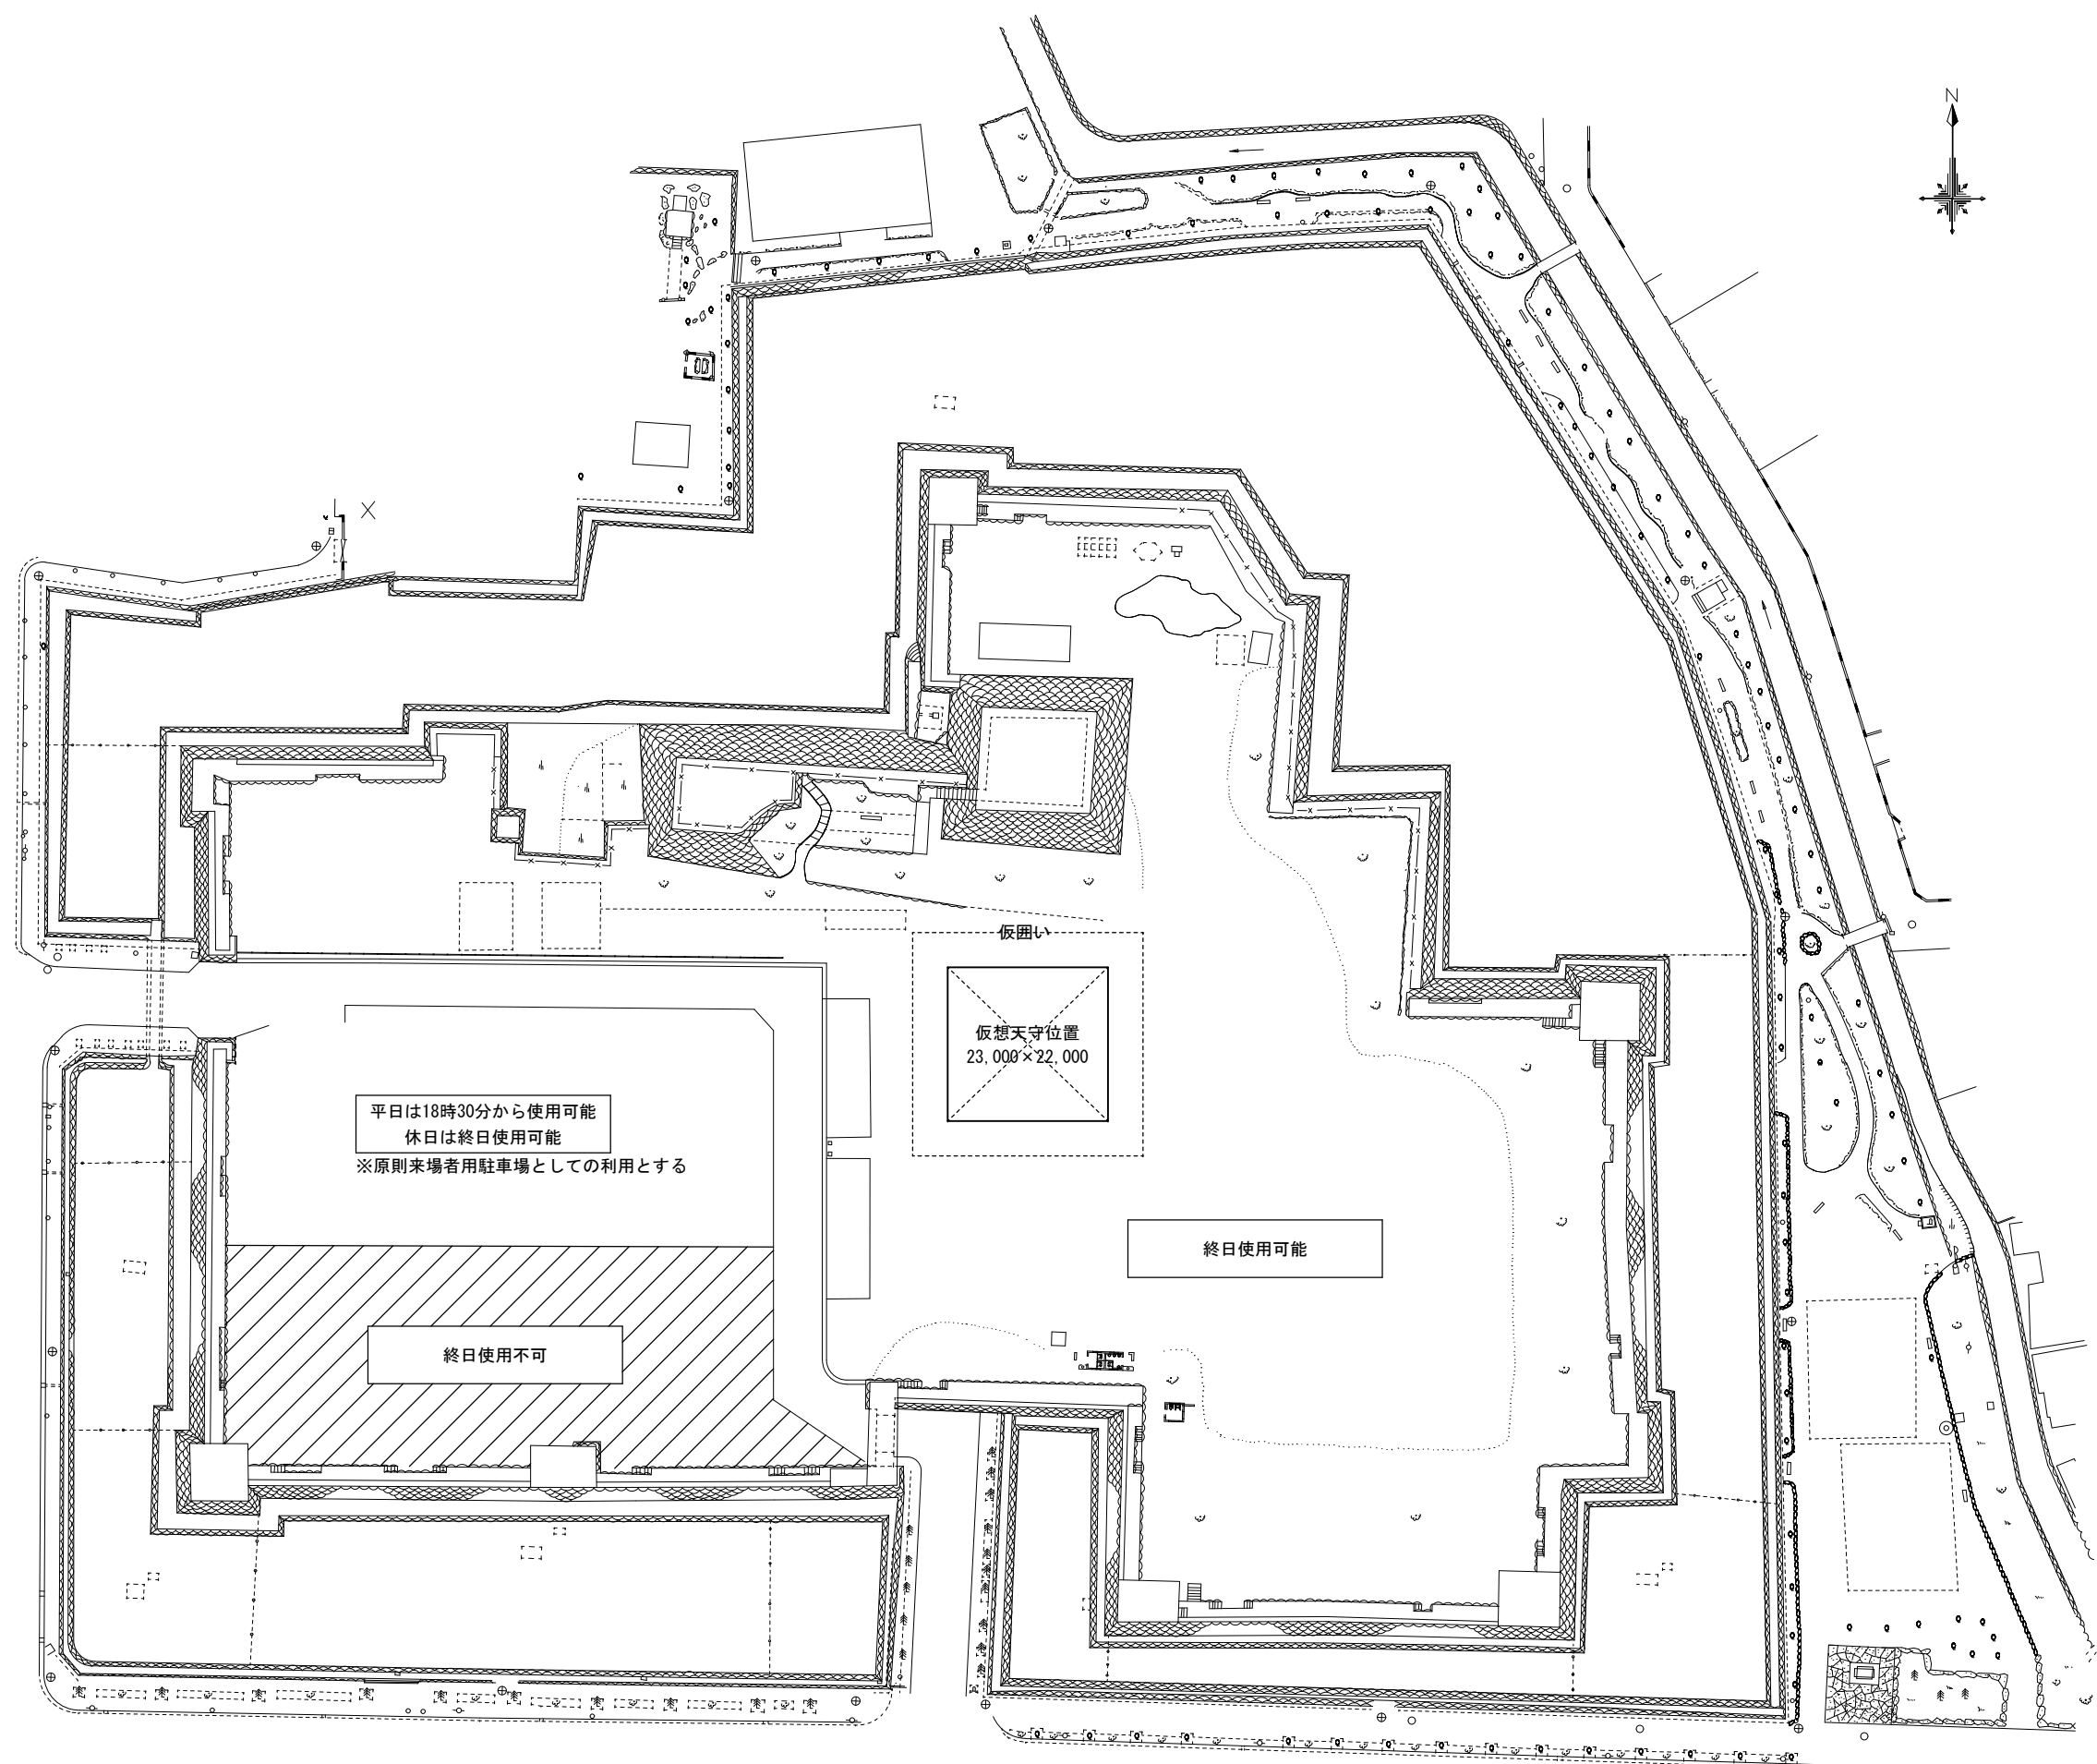 N
X
仮囲い
仮想天守位置
23,000×22,000
平日は18時30分から使用可能
休日は終日使用可能
※原則来場者用駐車場としての利用とする
終日使用可能
終日使用不可